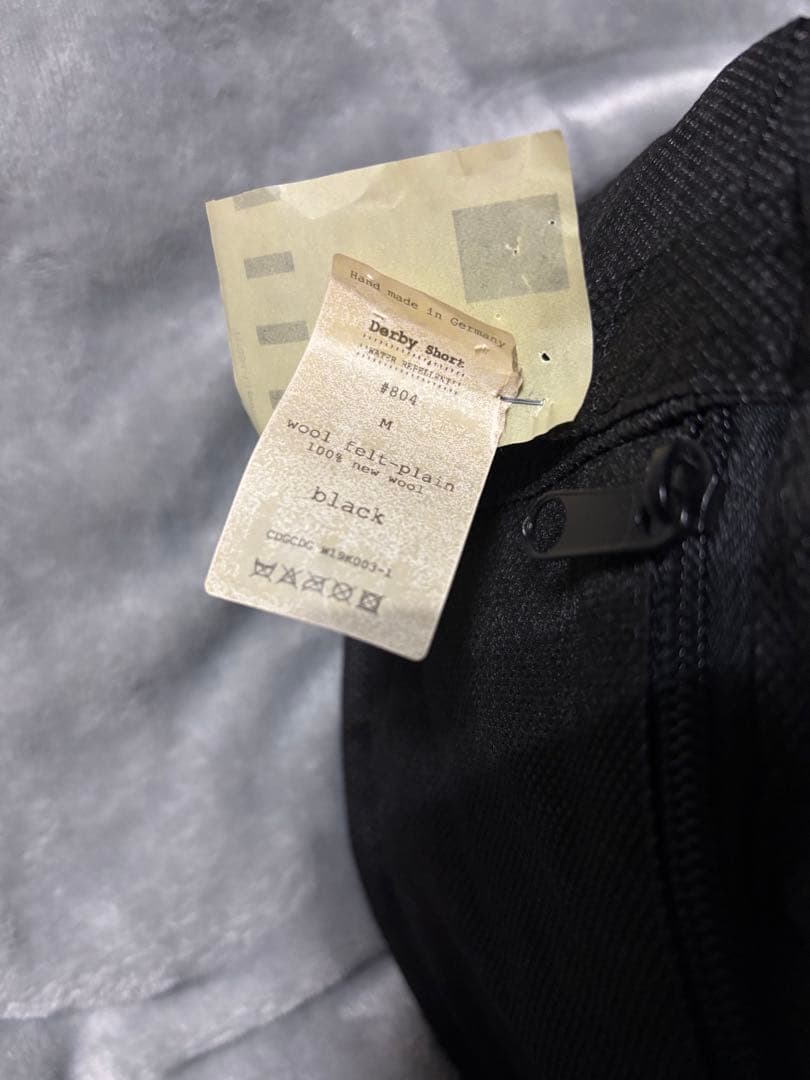 Hand made in Germany
Derby Short
WATER REPELLENT
#804
M
wool felt-plain
100% new wool
black
CDGCDG W19K003-1